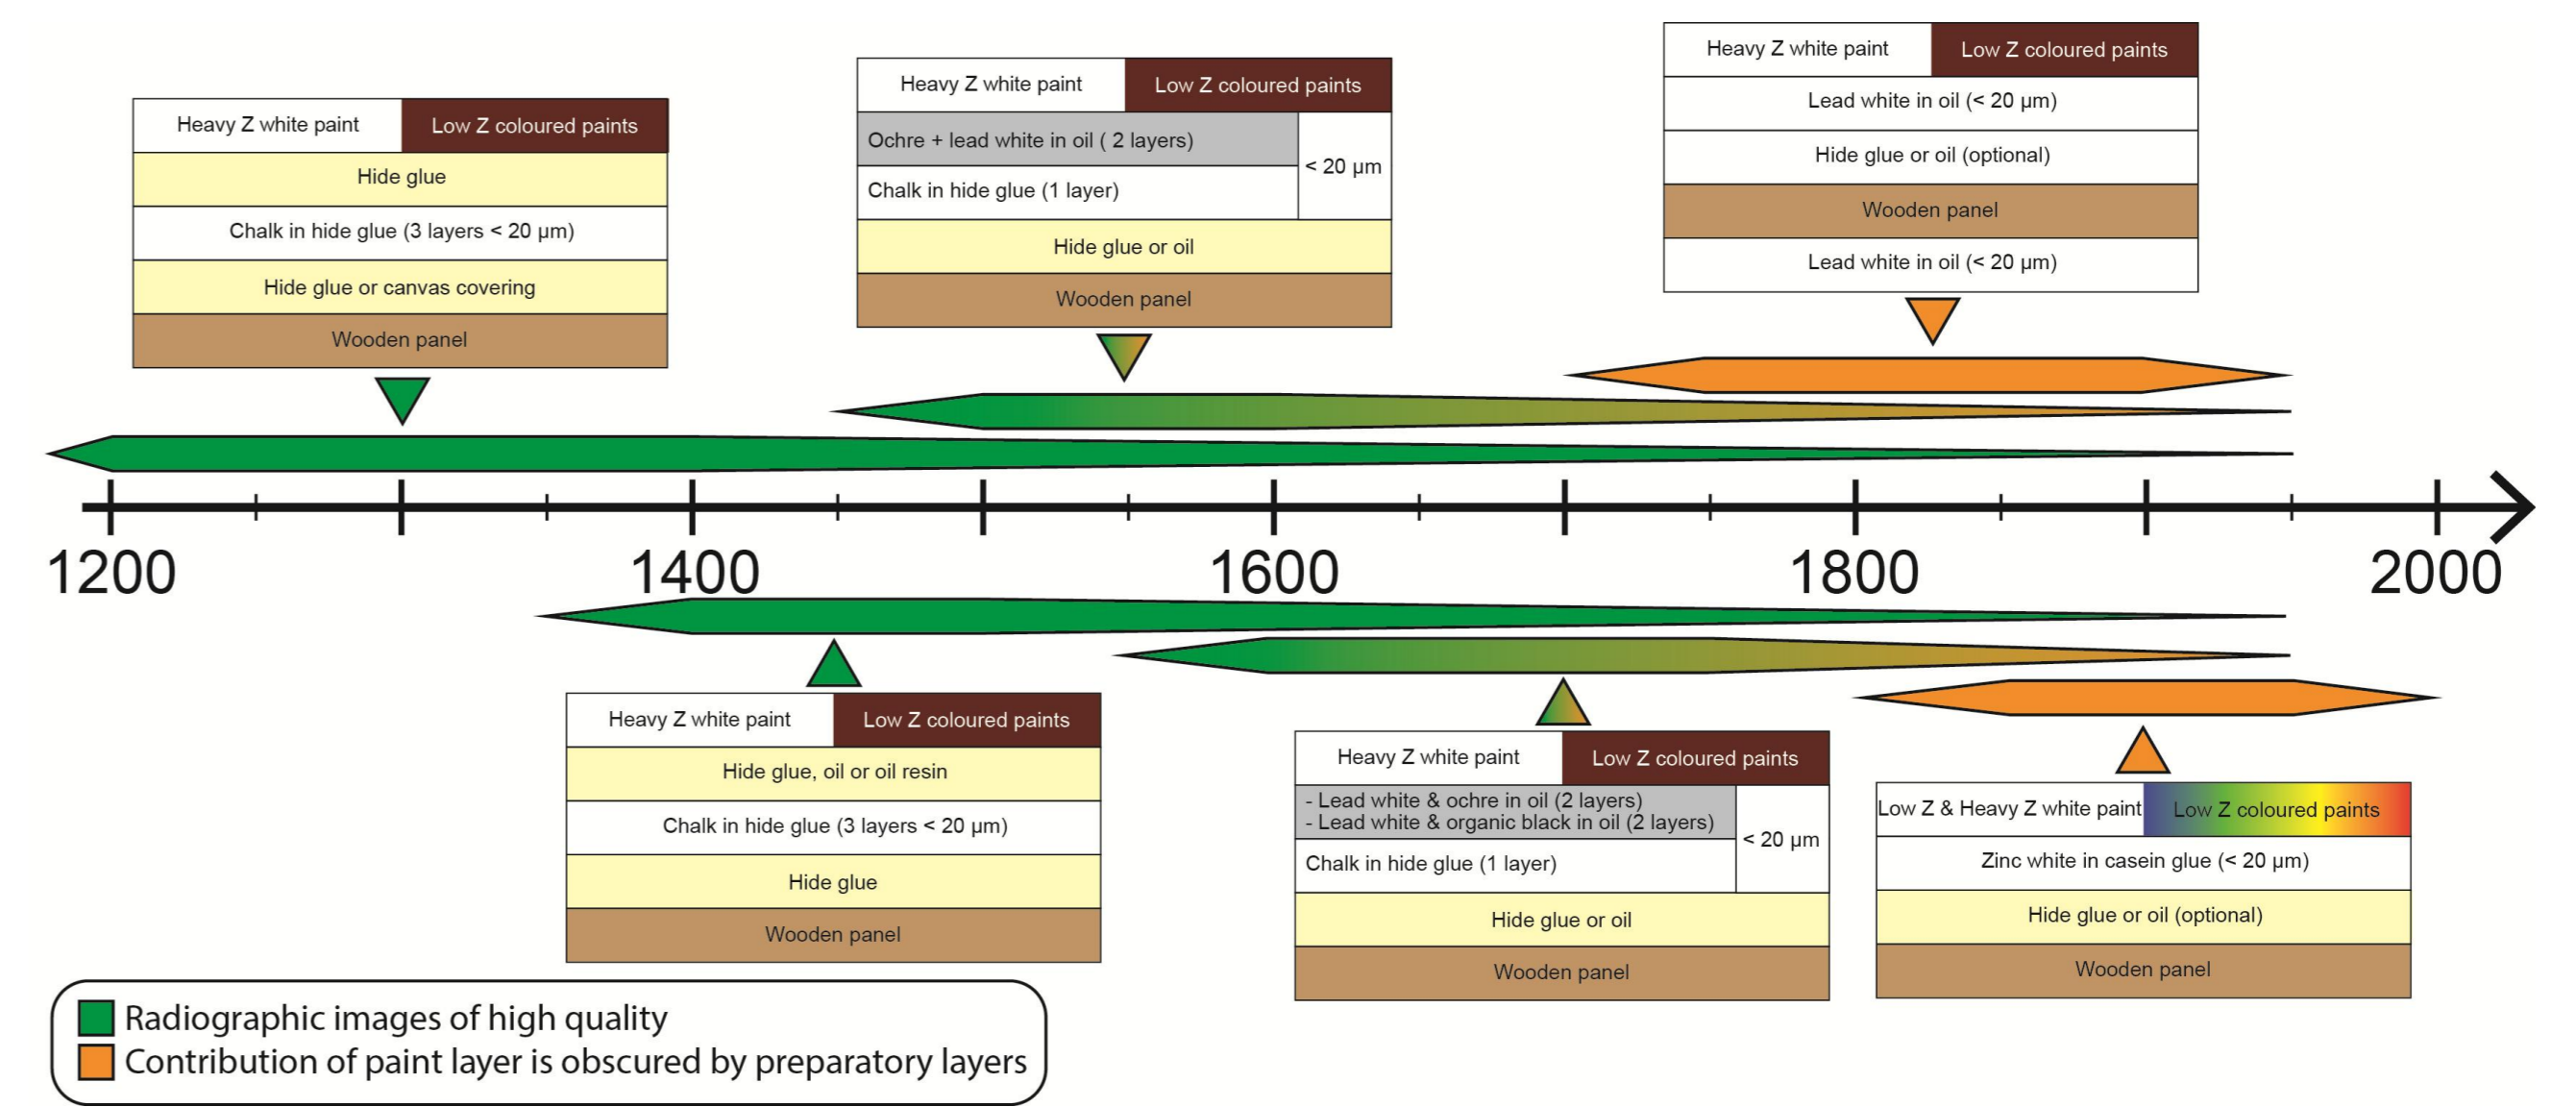 Heavy Z white paint
Low Z coloured paints
Hide glue
Chalk in hide glue (3 layers < 20 µm)
Hide glue or canvas covering
Wooden panel
Heavy Z white paint
Low Z coloured paints
Ochre + lead white in oil ( 2 layers)
Chalk in hide glue (1 layer)
< 20 µm
Hide glue or oil
Wooden panel
Heavy Z white paint
Low Z coloured paints
Lead white in oil (< 20 µm)
Hide glue or oil (optional)
Wooden panel
Lead white in oil (< 20 µm)
1200
1400
1600
1800
2000
Heavy Z white paint
Low Z coloured paints
Hide glue, oil or oil resin
Chalk in hide glue (3 layers < 20 µm)
Hide glue
Wooden panel
Heavy Z white paint
Low Z coloured paints
- Lead white & ochre in oil (2 layers)
- Lead white & organic black in oil (2 layers)
Chalk in hide glue (1 layer)
< 20 µm
Hide glue or oil
Wooden panel
Low Z & Heavy Z white paint
Low Z coloured paints
Zinc white in casein glue (< 20 µm)
Hide glue or oil (optional)
Wooden panel
Radiographic images of high quality
Contribution of paint layer is obscured by preparatory layers